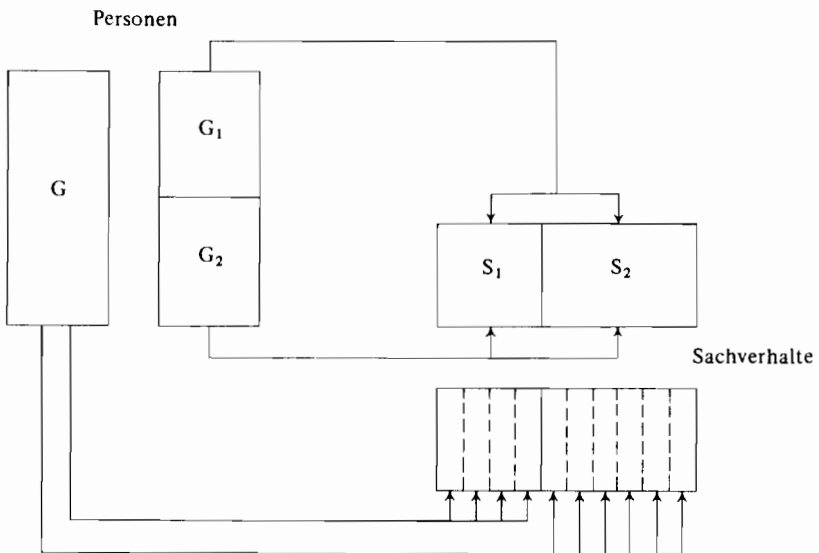 Personen
G
G₁
G₂
S₁
S₂
Sachverhalte